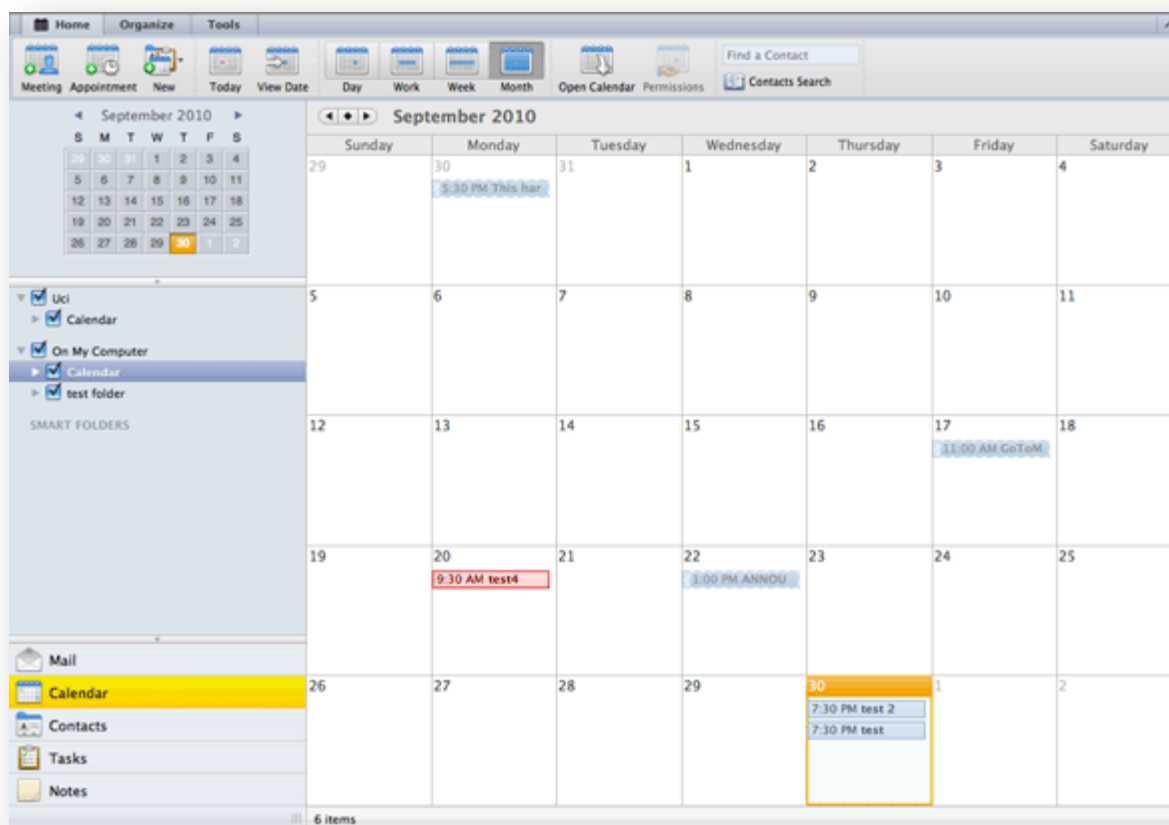 Home Organize Tools
Meeting Appointment New Today View Date Day Work Week Month Open Calendar Permissions
Find a Contact
Contacts Search
September 2010
S M T W T F S
29 30 31 1 2 3 4
5 6 7 8 9 10 11
12 13 14 15 16 17 18
19 20 21 22 23 24 25
26 27 28 29 30 1 2
Uci
Calendar
On My Computer
Calendar
test folder
SMART FOLDERS
Mail
Calendar
Contacts
Tasks
Notes
September 2010
Sunday Monday Tuesday Wednesday Thursday Friday Saturday
29 30 31 1 2 3 4
5:30 PM This har
5 6 7 8 9 10 11
12 13 14 15 16 17 18
11:00 AM GoToM
19 20 21 22 23 24 25
9:30 AM test4 1:00 PM ANNOU
26 27 28 29 30 1 2
7:30 PM test 2
7:30 PM test
6 items